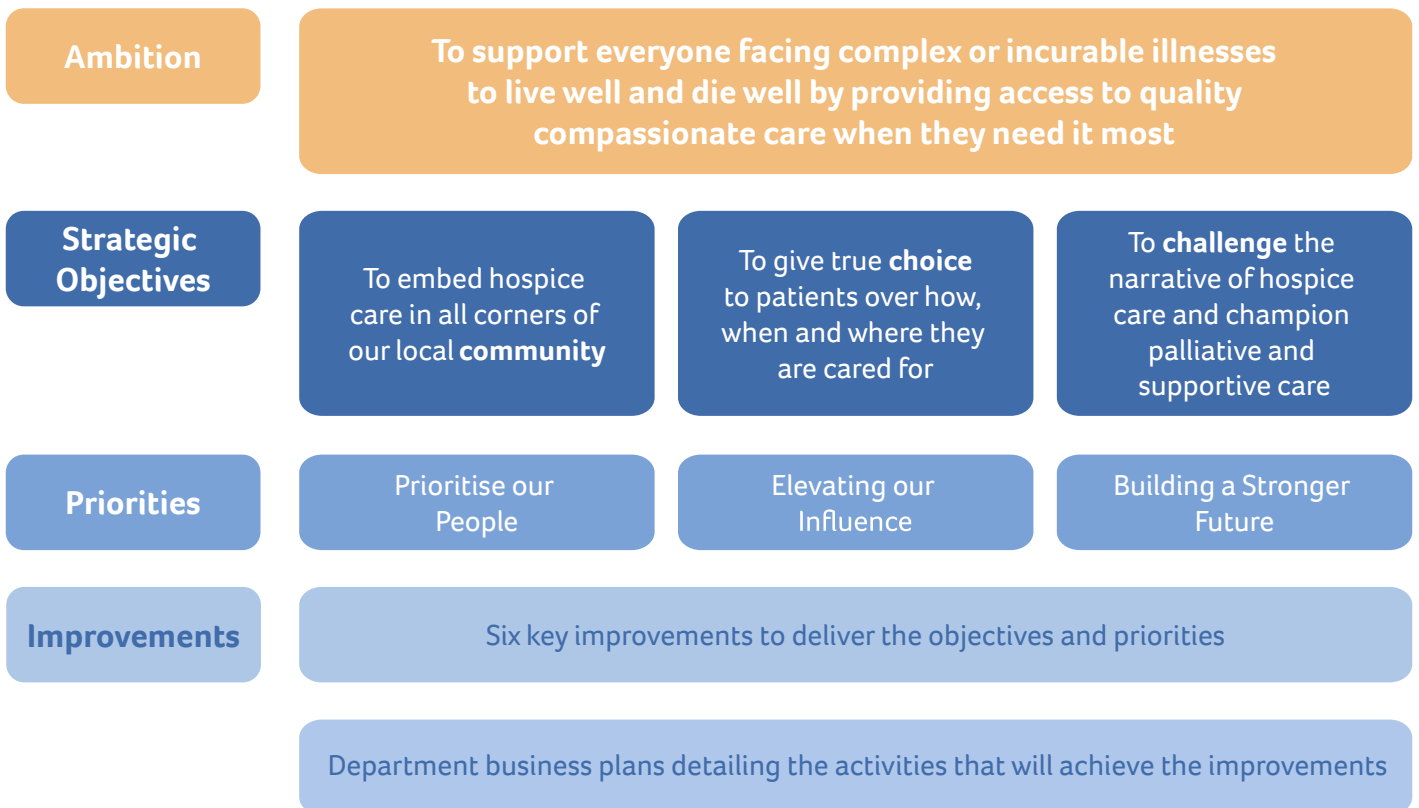 Ambition
To support everyone facing complex or incurable illnesses
to live well and die well by providing access to quality
compassionate care when they need it most
Strategic
Objectives
To embed hospice
care in all corners of
our local community
To give true choice
to patients over how,
when and where they
are cared for
To challenge the
narrative of hospice
care and champion
palliative and
supportive care
Priorities
Prioritise our
People
Elevating our
Influence
Building a Stronger
Future
Improvements
Six key improvements to deliver the objectives and priorities
Department business plans detailing the activities that will achieve the improvements